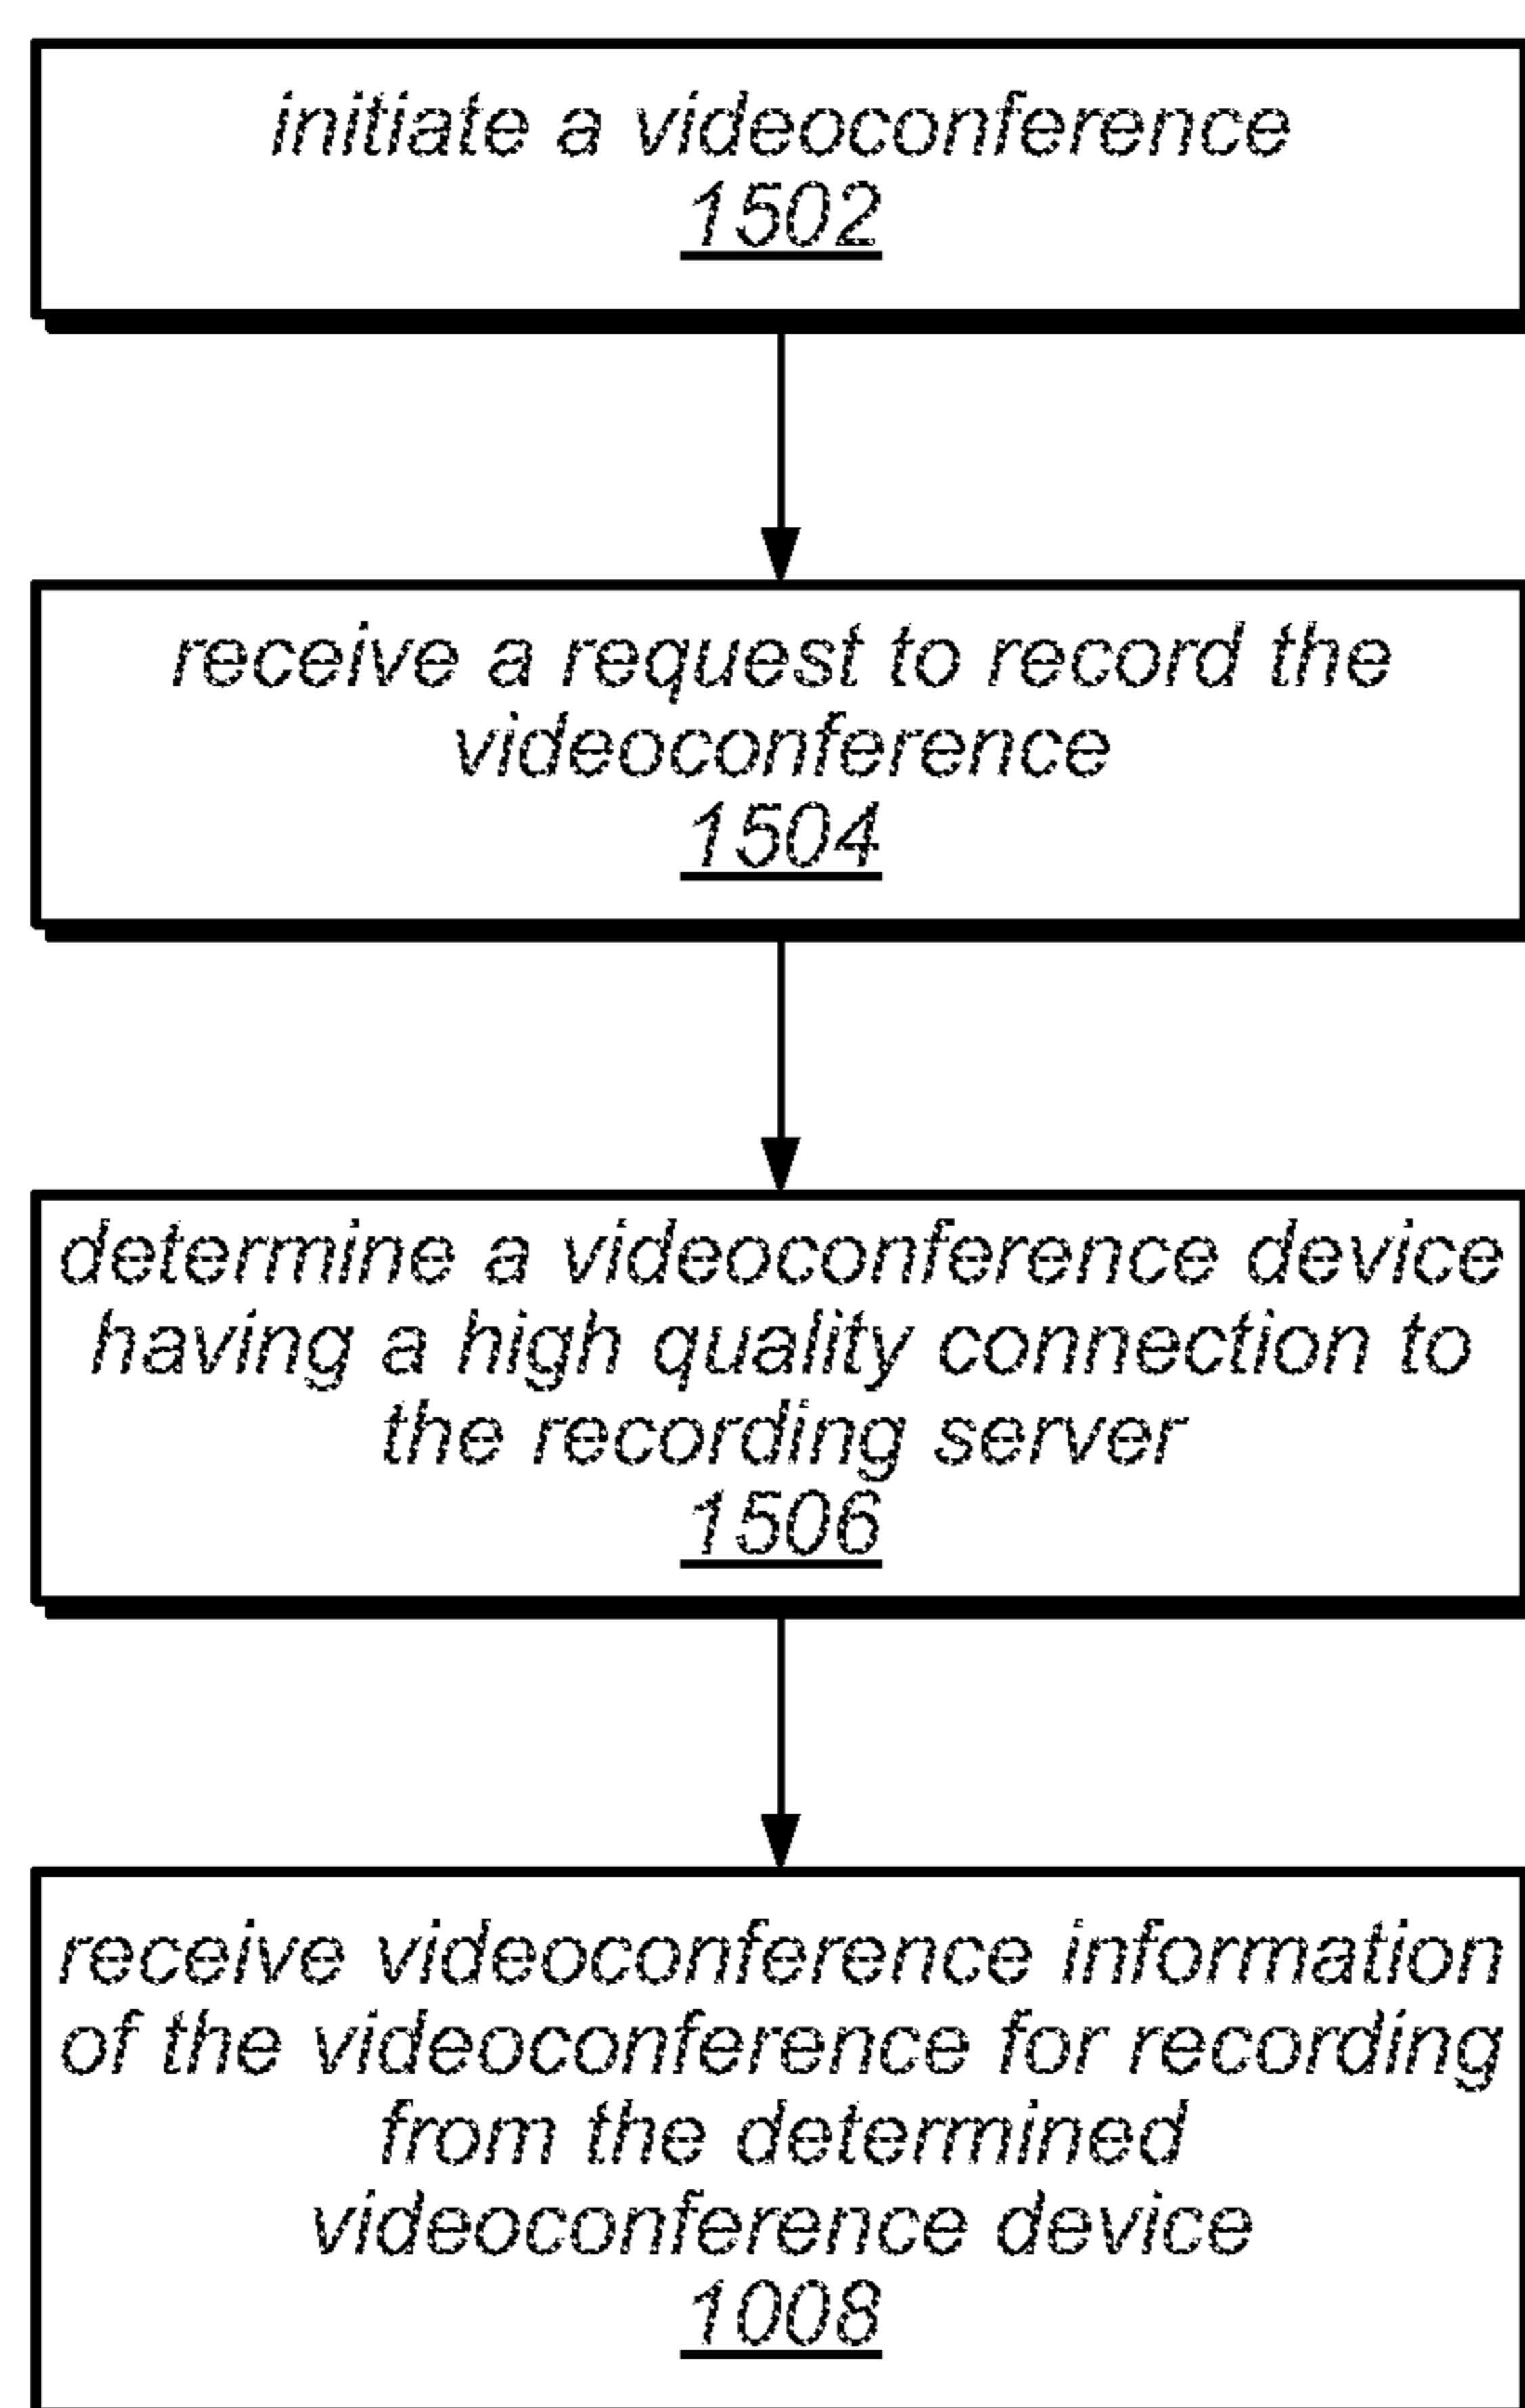 initiate a videoconference
1502
receive a request to record the
videoconference
1504
determine a videoconference device
having a high quality connection to
the recording server
1506
receive videoconference information
of the videoconference for recording
from the determined
videoconference device
1008